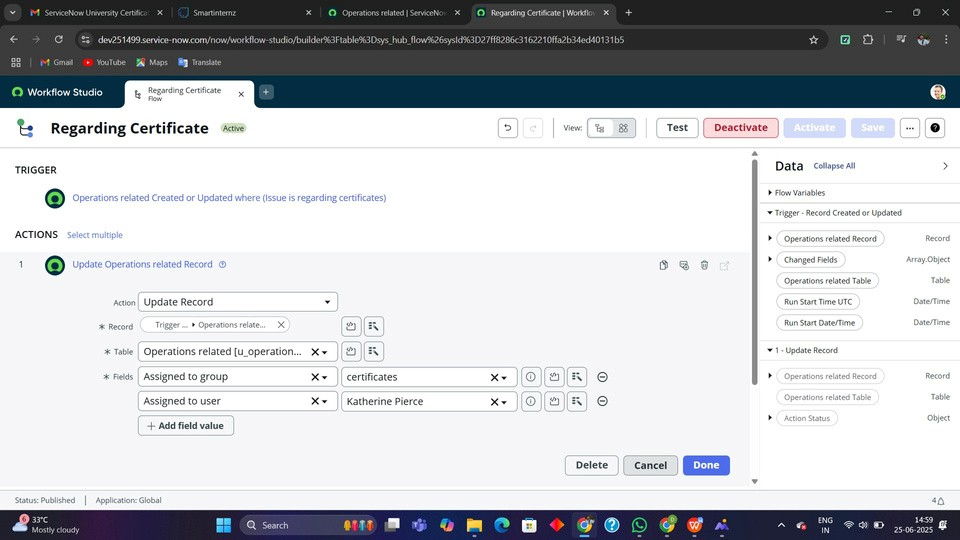 ServiceNow University Certificat
Smartinternz
Operations related | ServiceNow
Regarding Certificate | Workflow
dev251499.service-now.com/now/workflow-studio/builder%3Ftable%3Dsys_hub_flow%26sysId%3D27ff8286c3162210ffa2b34ed40131b5
Gmail
YouTube
Maps
Translate
Workflow Studio
Regarding Certificate
Flow
Regarding Certificate
Active
View:
Test
Deactivate
Activate
Save
TRIGGER
Operations related Created or Updated where (Issue is regarding certificates)
ACTIONS
Select multiple
1
Update Operations related Record
Action
Update Record
* Record
Trigger ... Operations relate...
* Table
Operations related [u_operation...
* Fields
Assigned to group
certificates
Assigned to user
Katherine Pierce
+ Add field value
Delete
Cancel
Done
Data
Collapse All
Flow Variables
Trigger - Record Created or Updated
Operations related Record
Record
Changed Fields
Array.Object
Operations related Table
Table
Run Start Time UTC
Date/Time
Run Start Date/Time
Date/Time
1 - Update Record
Operations related Record
Record
Operations related Table
Table
Action Status
Object
Status: Published
Application: Global
4
33°C
Mostly cloudy
Search
ENG
IN
14:59
25-06-2025